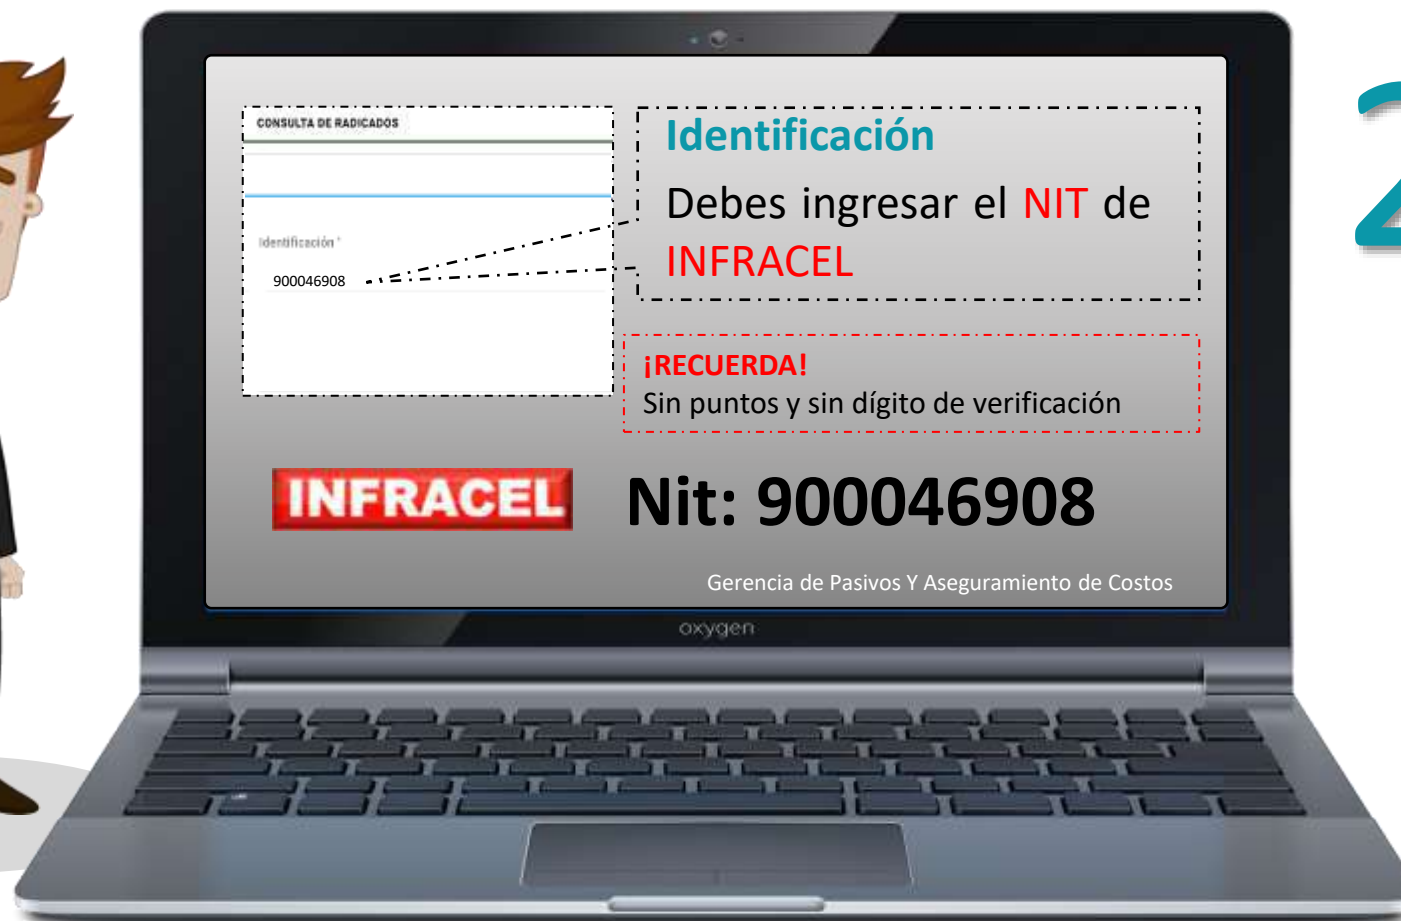 CONSULTA DE RADICADOS
Identificación *
900046908
Identificación
Debes ingresar el NIT de
INFRACEL
¡RECUERDA!
Sin puntos y sin dígito de verificación
INFRACEL
Nit: 900046908
Gerencia de Pasivos Y Aseguramiento de Costos
oxygen
2